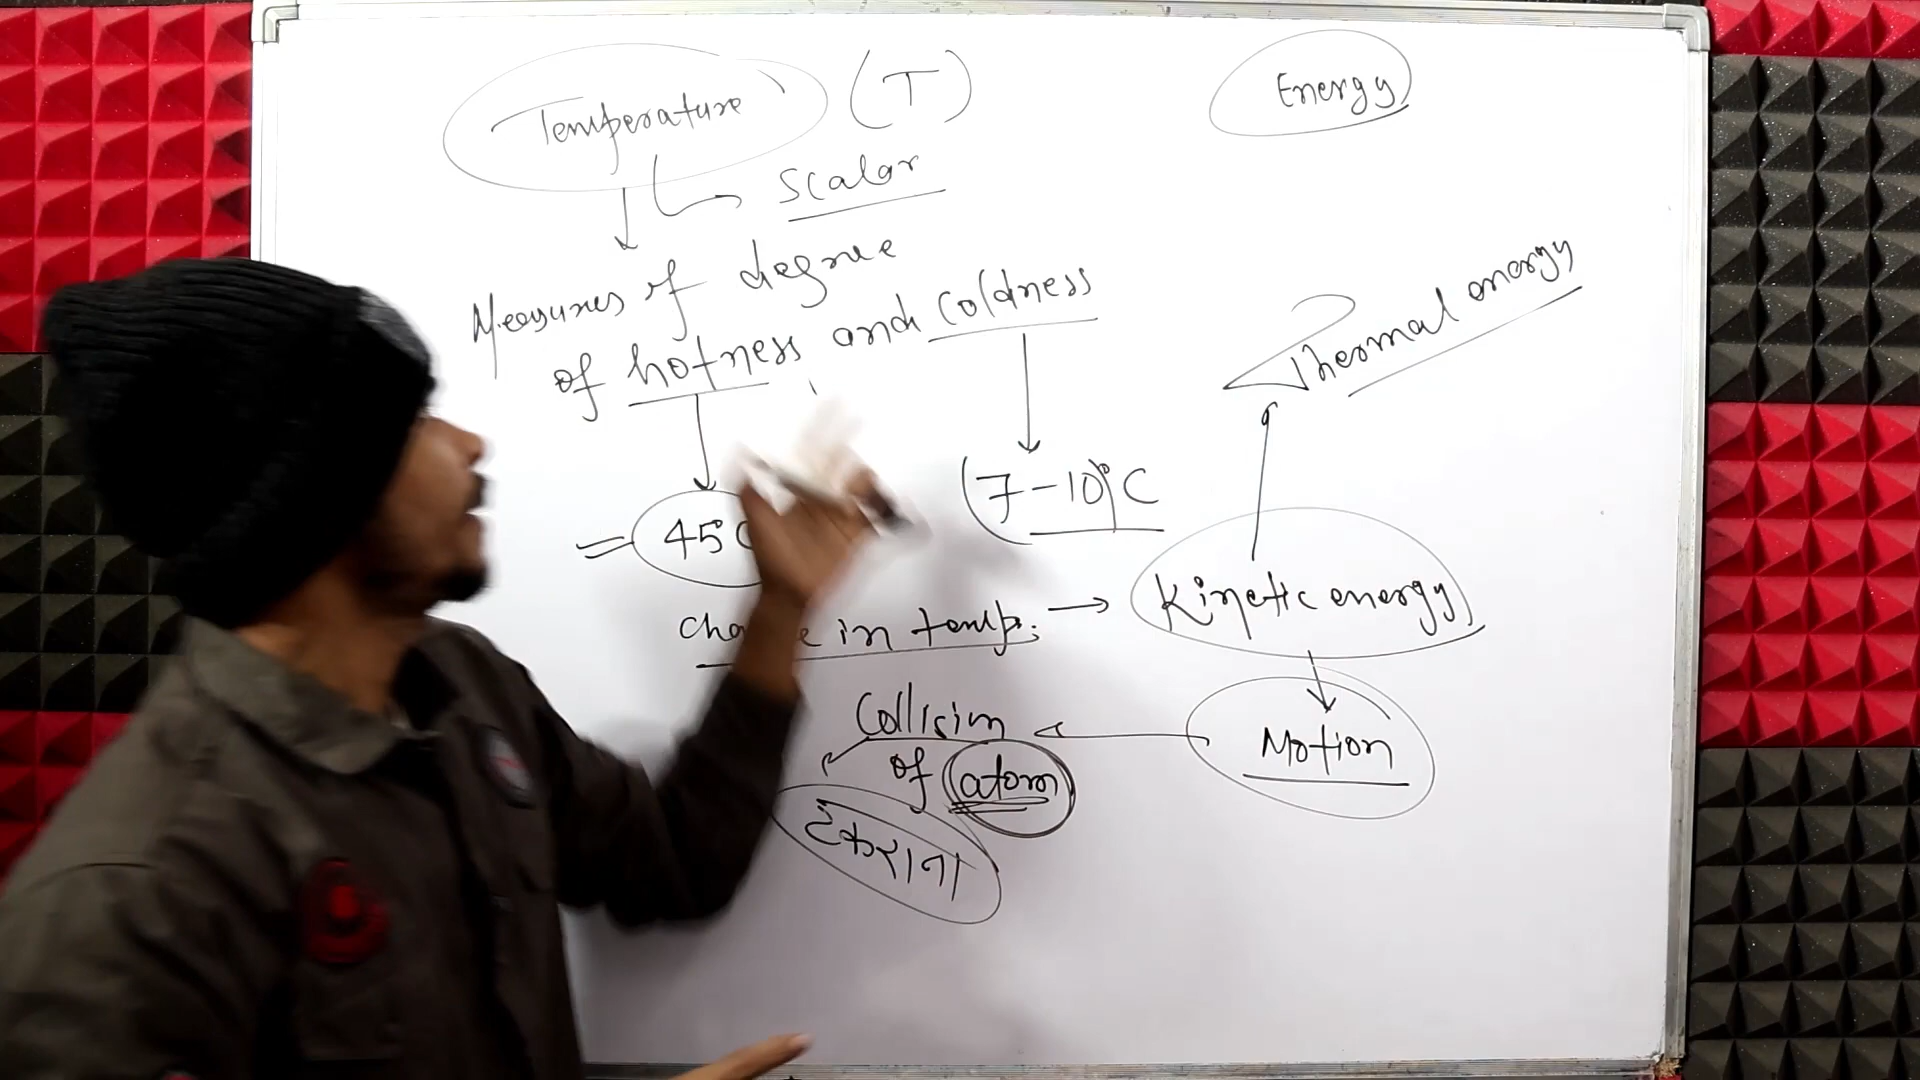 Temperature (T)
Energy
Scalar
Measures of degree
of hotness and coldness
Thermal energy
(7-10)°C
= 45°C
Kinetic energy
in temp.
Collision
of atom
Motion
टकराना